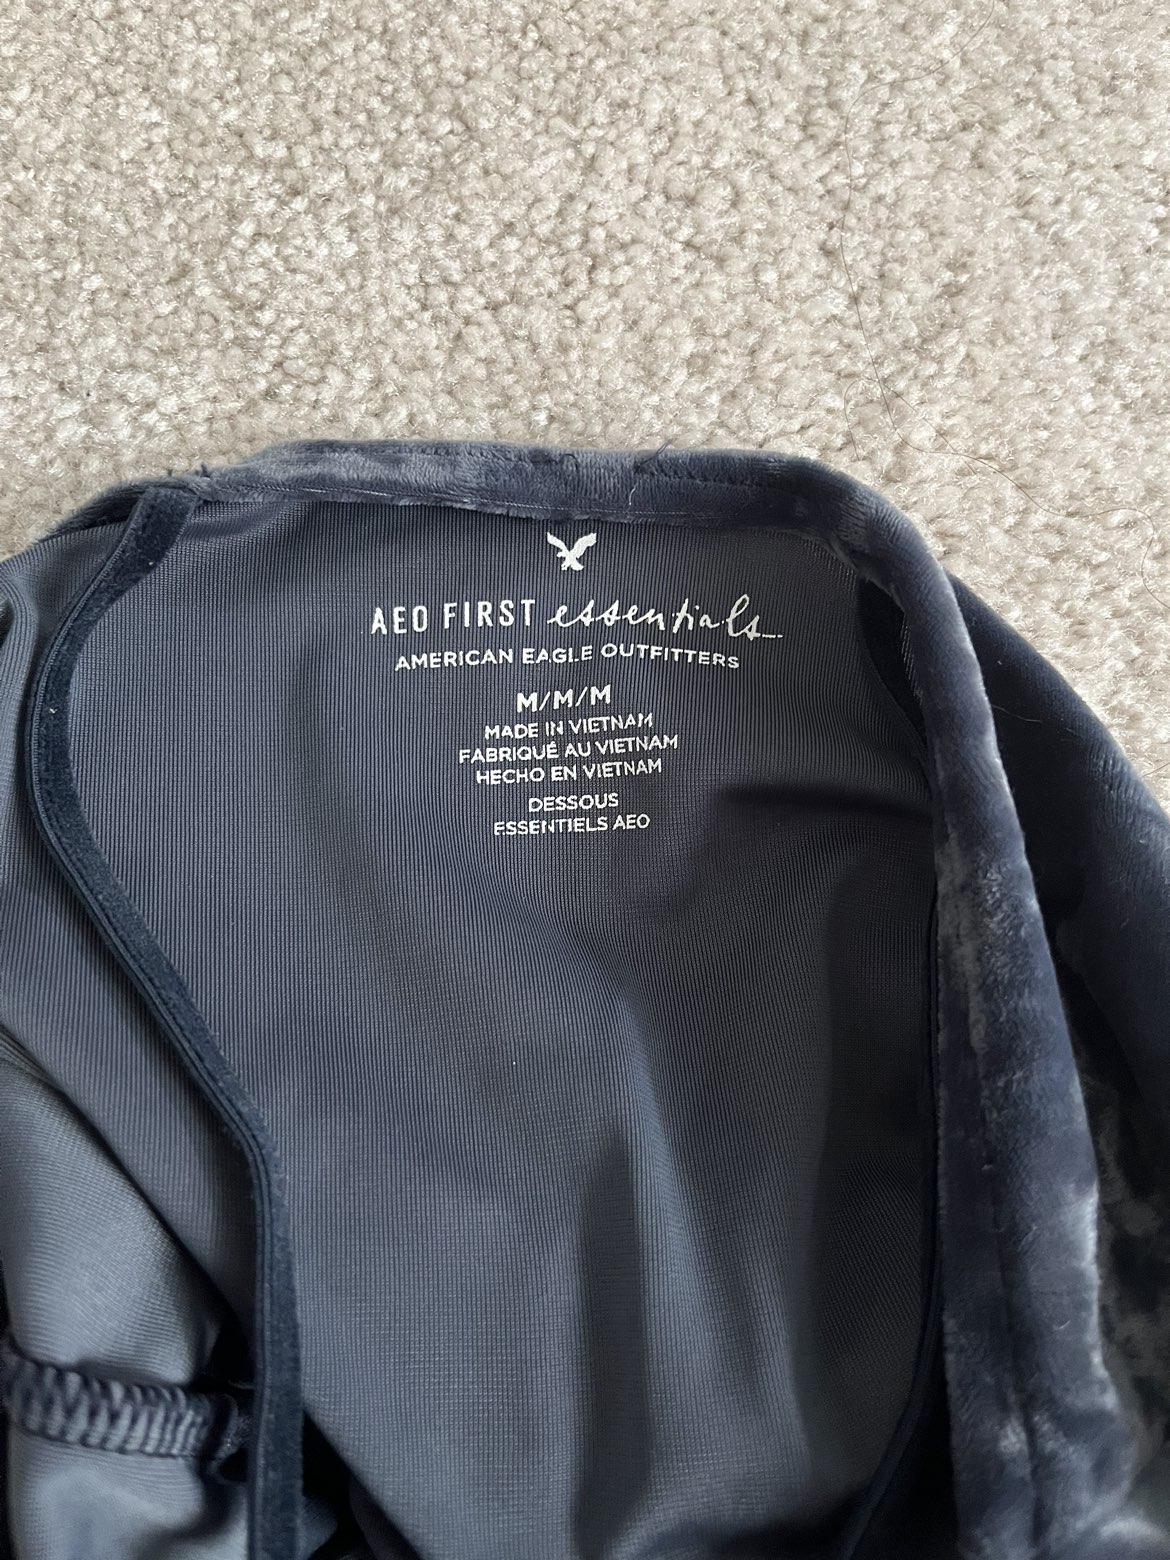 AEO FIRST essentials
AMERICAN EAGLE OUTFITTERS
M/M/M
MADE IN VIETNAM
FABRIQUÉ AU VIETNAM
HECHO EN VIETNAM
DESSOUS
ESSENTIELS AEO